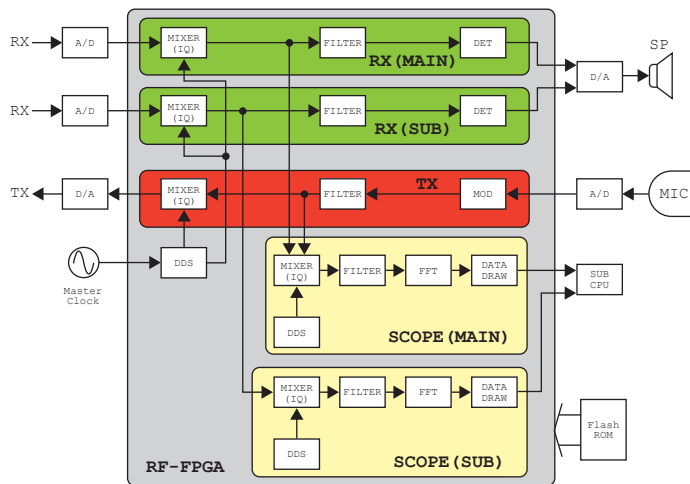 RX
A/D
MIXER
(IQ)
FILTER
DET
RX(MAIN)
SP
D/A
RX
A/D
MIXER
(IQ)
FILTER
DET
RX(SUB)
TX
D/A
MIXER
(IQ)
FILTER
TX
MOD
A/D
MIC
Master
Clock
DDS
MIXER
(IQ)
FILTER
FFT
DATA
DRAW
SUB
CPU
DDS
SCOPE(MAIN)
MIXER
(IQ)
FILTER
FFT
DATA
DRAW
DDS
SCOPE(SUB)
Flash
ROM
RF-FPGA